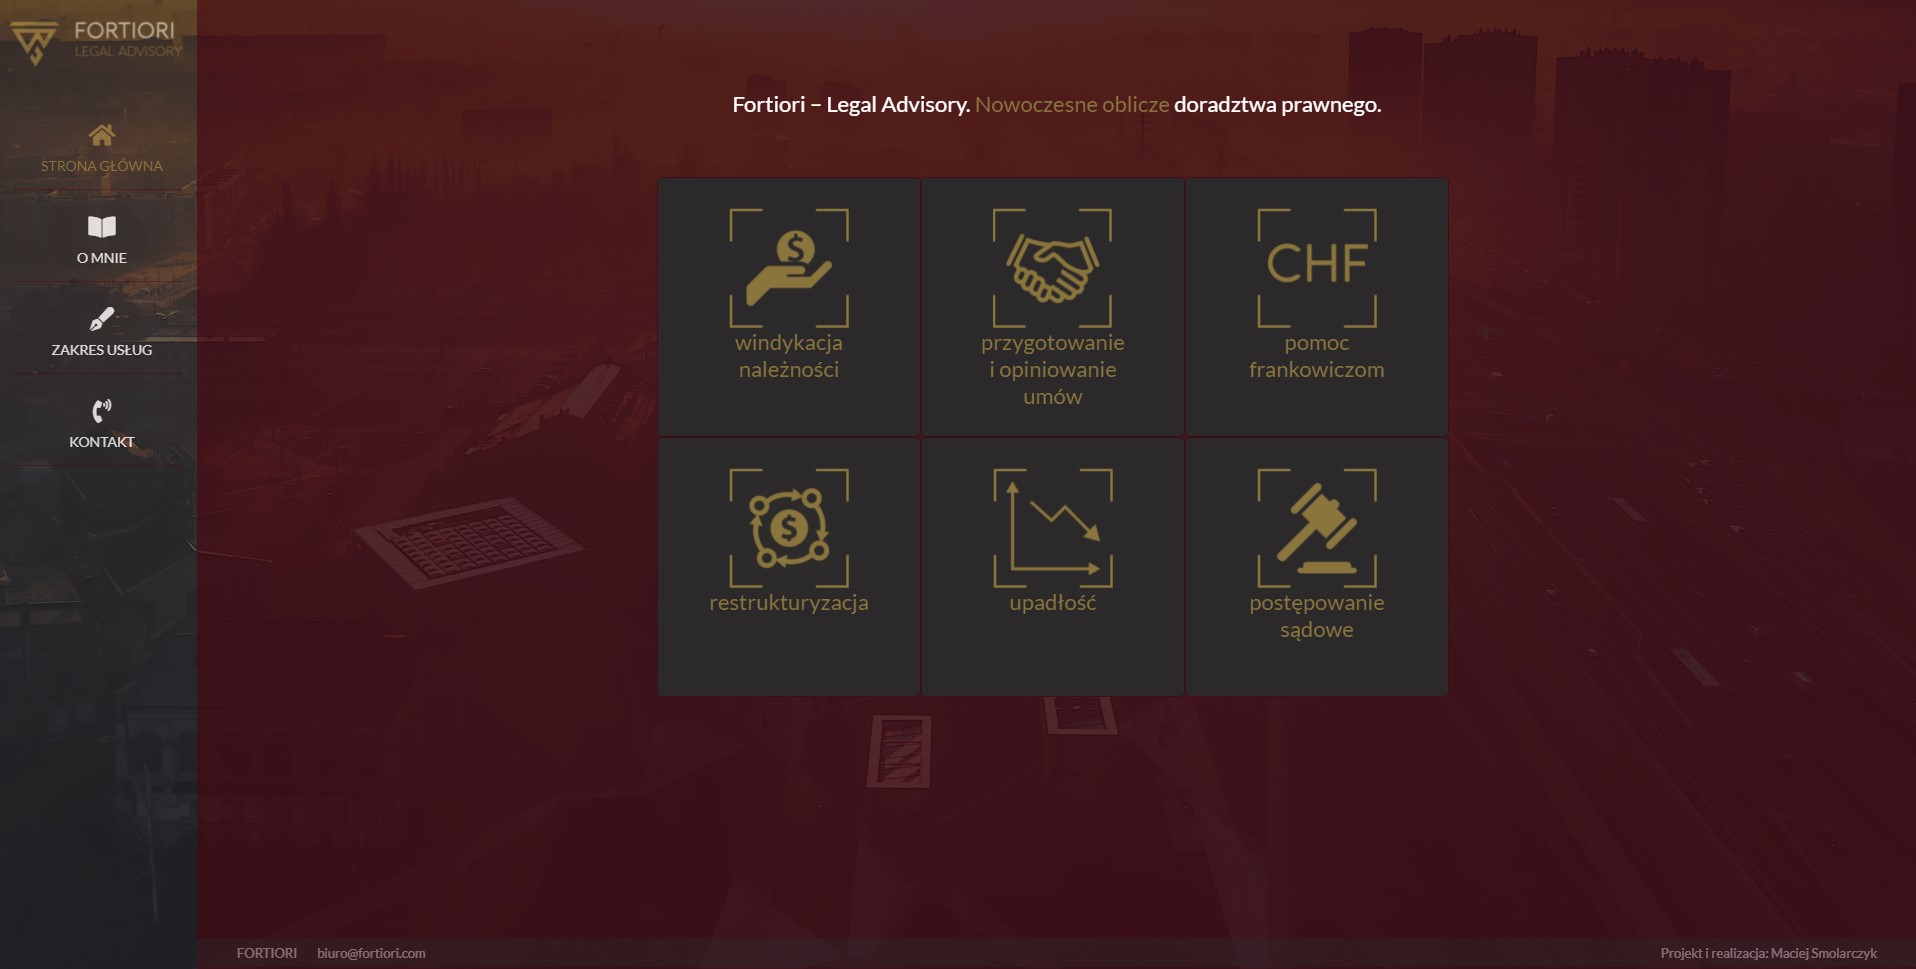 FORTIORI
LEGAL ADVISORY
STRONA GŁÓWNA
O MNIE
ZAKRES USŁUG
KONTAKT
Fortiori – Legal Advisory. Nowoczesne oblicze doradztwa prawnego.
windykacja
należności
przygotowanie
i opiniowanie
umów
CHF
pomoc
frankowiczom
restrukturyzacja
upadłość
postępowanie
sądowe
FORTIORI biuro@fortiori.com
Projekt i realizacja: Maciej Smolarczyk